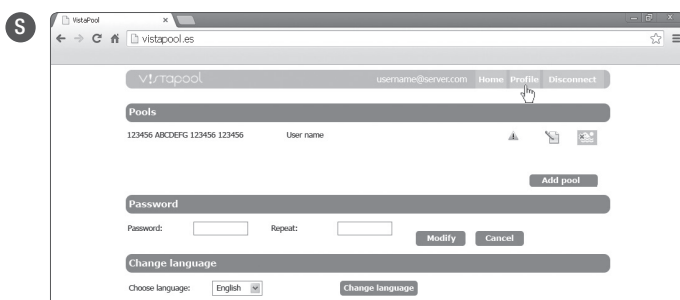 S
VistaPool
vistapool.es
v!stapool username@server.com Home Profile Disconnect
Pools
123456 ABCDEFG 123456 123456 User name
Add pool
Password
Password: Repeat: Modify Cancel
Change language
Choose language: English Change language